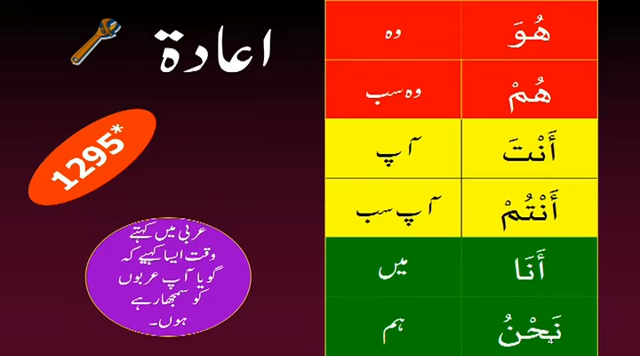 اعادة
1295*
عربی میں کہتے
وقت ایسا کہیے کہ
گویا آپ عربوں
کو سمجھا رہے
ہوں۔
هُوَ وہ
هُمْ وہ سب
أَنْتَ آپ
أَنْتُمْ آپ سب
أَنَا میں
نَحْنُ ہم